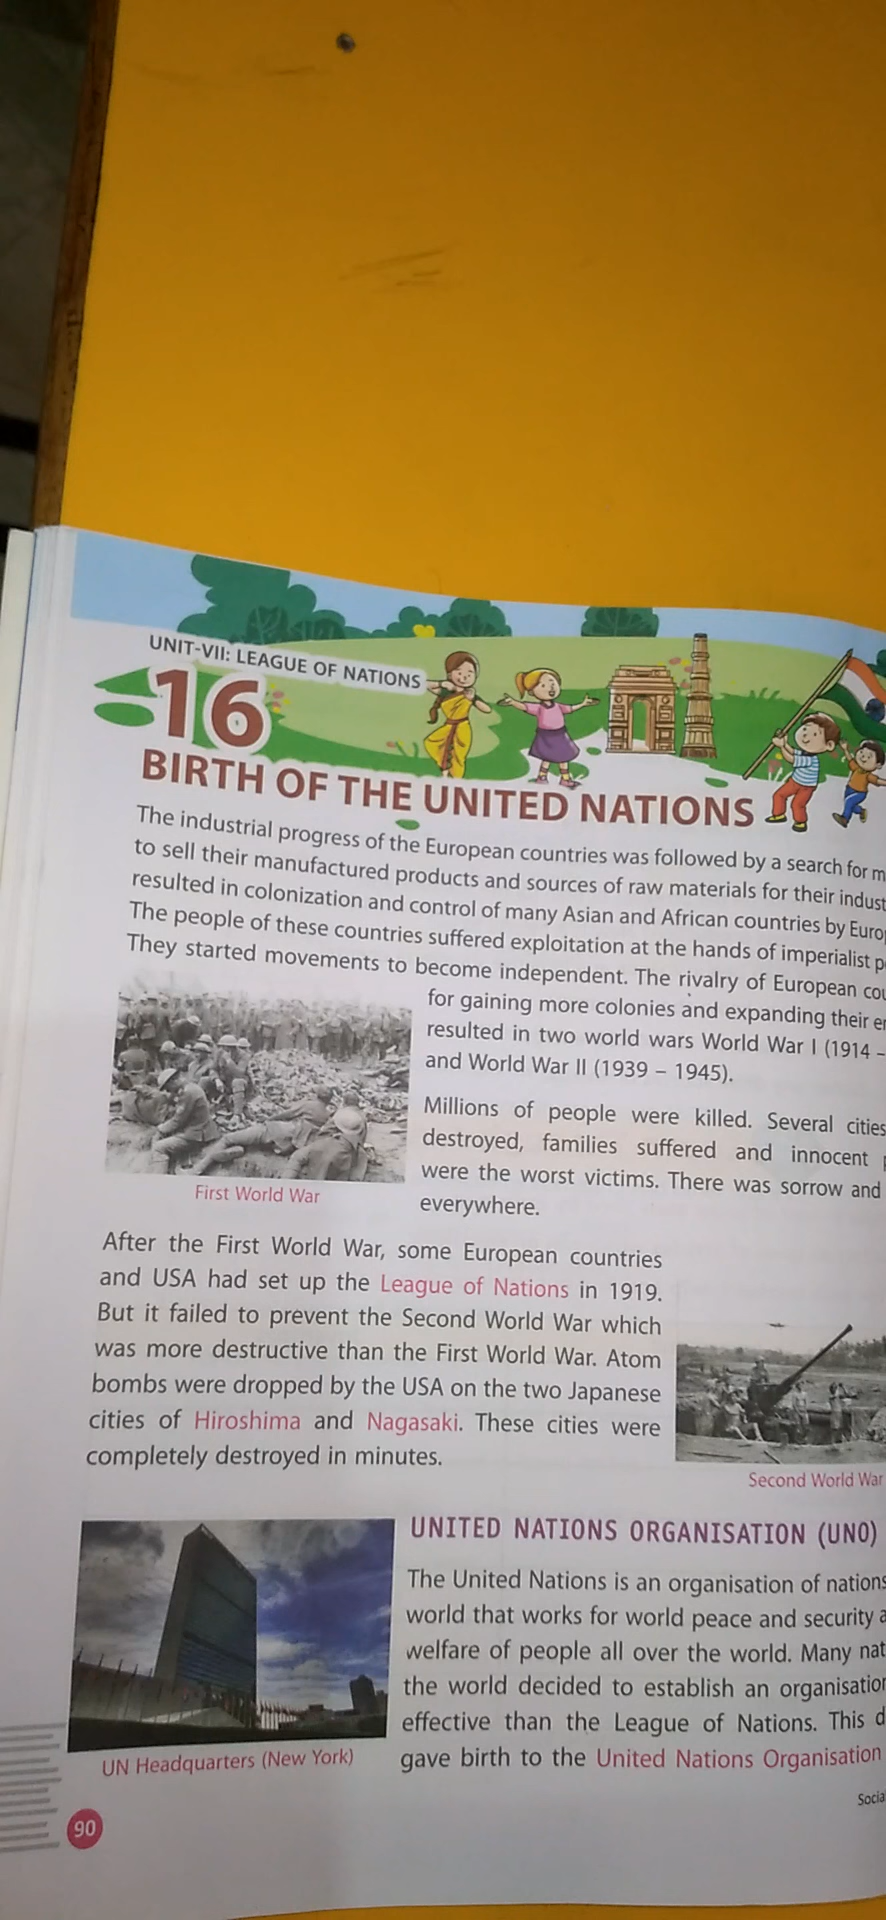 UNIT-VII: LEAGUE OF NATIONS
16
BIRTH OF THE UNITED NATIONS
The industrial progress of the European countries was followed by a search for
to sell their manufactured products and sources of raw materials for their
resulted in colonization and control of many Asian and African countries by
The people of these countries suffered exploitation at the hands of imperialist
They started movements to become independent. The rivalry of European
for gaining more colonies and expanding their
resulted in two world wars World War I (1914 –
and World War II (1939 – 1945).
Millions of people were killed. Several cities
destroyed, families suffered and innocent
were the worst victims. There was sorrow and
everywhere.
First World War
After the First World War, some European countries
and USA had set up the League of Nations in 1919.
But it failed to prevent the Second World War which
was more destructive than the First World War. Atom
bombs were dropped by the USA on the two Japanese
cities of Hiroshima and Nagasaki. These cities were
completely destroyed in minutes.
Second World War
UNITED NATIONS ORGANISATION (UNO)
The United Nations is an organisation of nations
world that works for world peace and security
welfare of people all over the world. Many
the world decided to establish an
effective than the League of Nations. This
gave birth to the United Nations Organisation
UN Headquarters (New York)
90